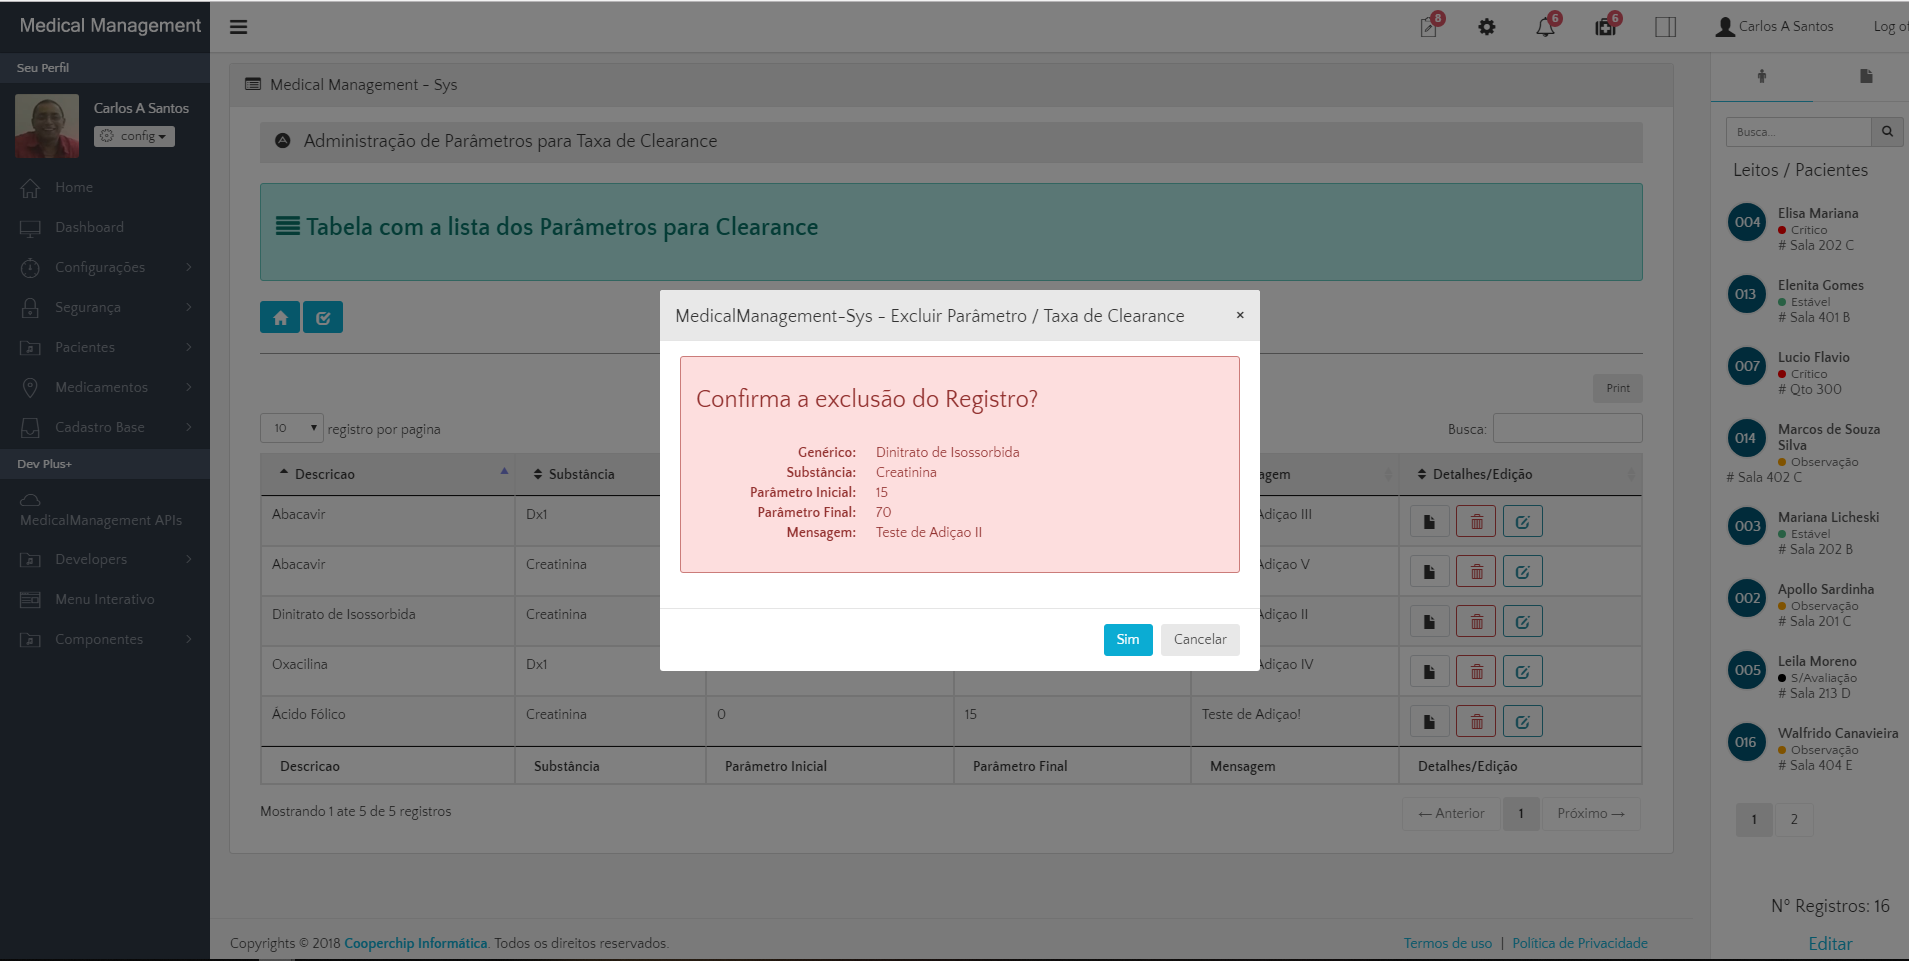 Medical Management
8
6
6
Carlos A Santos
Log of
Seu Perfil
Carlos A Santos
config
Home
Dashboard
Configurações
Segurança
Pacientes
Medicamentos
Cadastro Base
Dev Plus+
MedicalManagement APIs
Developers
Menu Interativo
Componentes
Medical Management - Sys
Administração de Parâmetros para Taxa de Clearance
Tabela com a lista dos Parâmetros para Clearance
Print
10 registro por pagina
Busca:
Descricao Substância agem Detalhes/Edição
Abacavir Dx1 Adiçao III
Abacavir Creatinina Adiçao V
Dinitrato de Isossorbida Creatinina Adiçao II
Oxacilina Dx1 Adiçao IV
Ácido Fólico Creatinina 0 15 Teste de Adiçao!
Descricao Substância Parâmetro Inicial Parâmetro Final Mensagem Detalhes/Edição
Mostrando 1 ate 5 de 5 registros
← Anterior 1 Próximo →
MedicalManagement-Sys - Excluir Parâmetro / Taxa de Clearance ×
Confirma a exclusão do Registro?
Genérico: Dinitrato de Isossorbida
Substância: Creatinina
Parâmetro Inicial: 15
Parâmetro Final: 70
Mensagem: Teste de Adiçao II
Sim Cancelar
Busca...
Leitos / Pacientes
004 Elisa Mariana
Crítico
# Sala 202 C
013 Elenita Gomes
Estável
# Sala 401 B
007 Lucio Flavio
Crítico
# Qto 300
014 Marcos de Souza
Silva
Observação
# Sala 402 C
003 Mariana Licheski
Estável
# Sala 202 B
002 Apollo Sardinha
Observação
# Sala 201 C
005 Leila Moreno
S/Avaliação
# Sala 213 D
016 Walfrido Canavieira
Observação
# Sala 404 E
1 2
Nº Registros: 16
Editar
Copyrights © 2018 Cooperchip Informática. Todos os direitos reservados.
Termos de uso | Politica de Privacidade